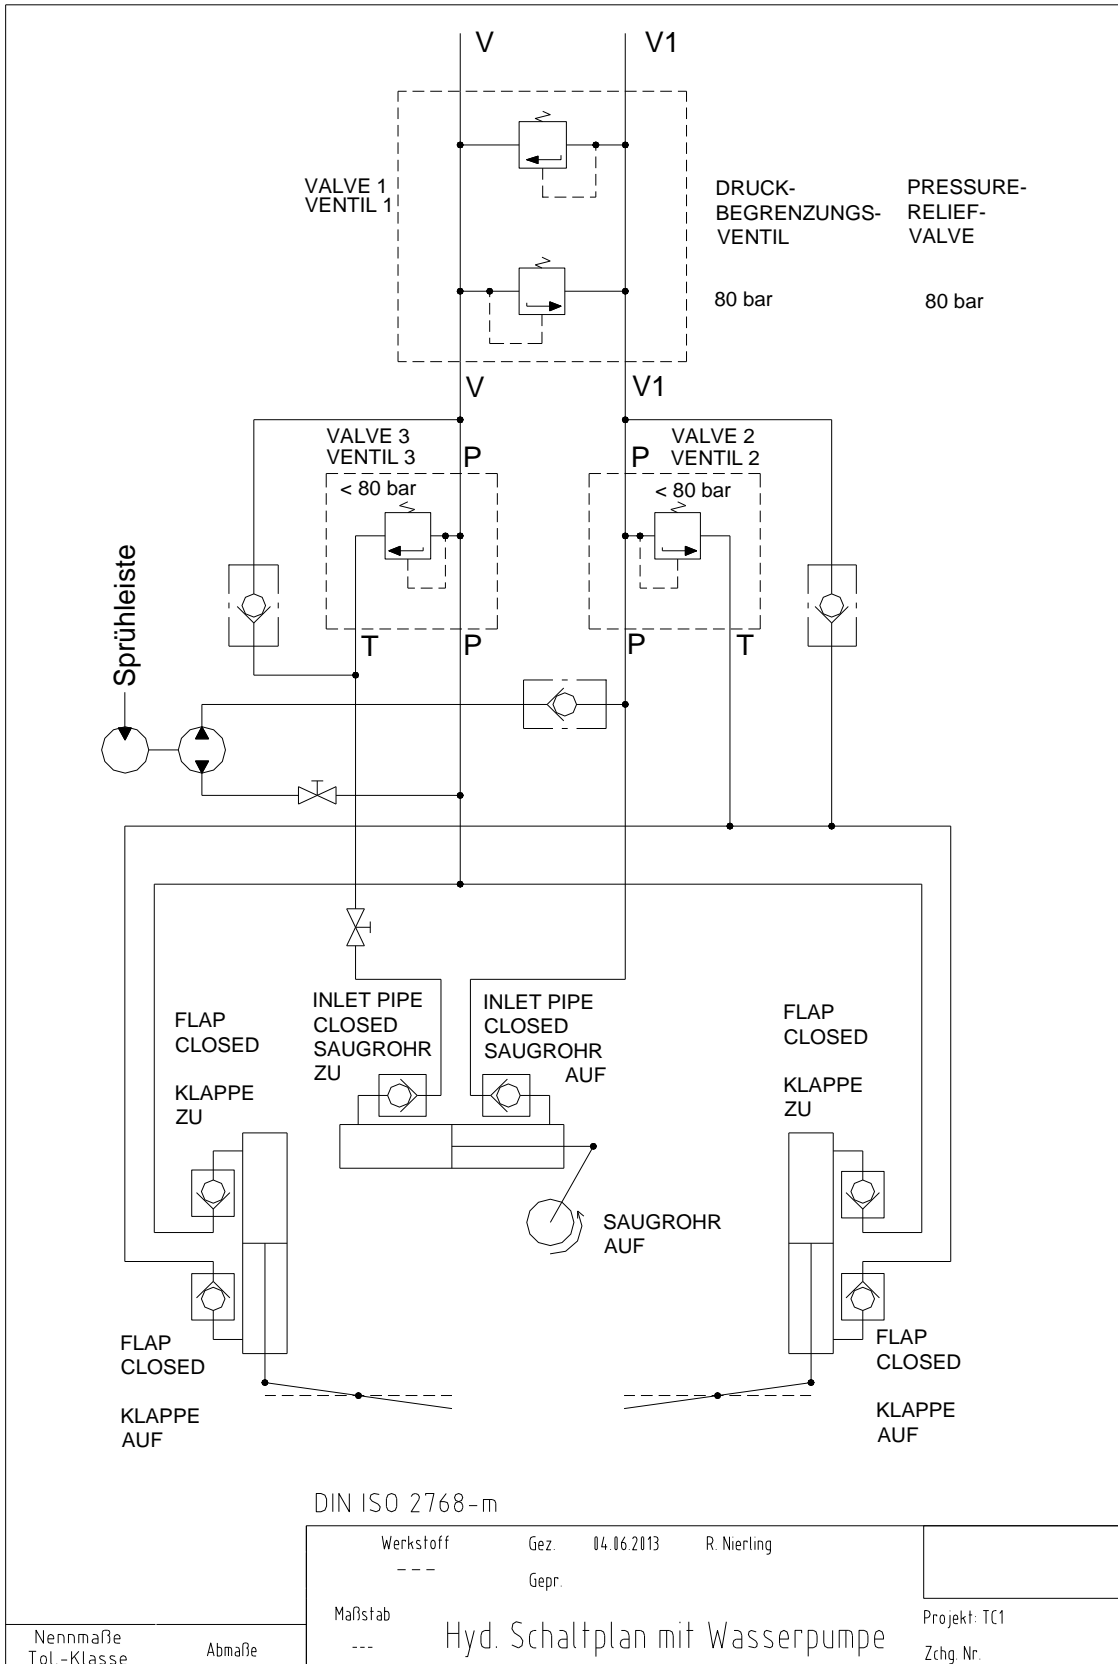 V
V1
VALVE 1
VENTIL 1
DRUCK-
BEGRENZUNGS-
VENTIL
80 bar
PRESSURE-
RELIEF-
VALVE
80 bar
V
V1
VALVE 3
VENTIL 3
P
< 80 bar
T
P
P
VALVE 2
VENTIL 2
< 80 bar
P
T
Sprühleiste
FLAP
CLOSED
KLAPPE
ZU
INLET PIPE
CLOSED
SAUGROHR
ZU
INLET PIPE
CLOSED
SAUGROHR
AUF
FLAP
CLOSED
KLAPPE
ZU
SAUGROHR
AUF
FLAP
CLOSED
KLAPPE
AUF
FLAP
CLOSED
KLAPPE
AUF
DIN ISO 2768-m
Werkstoff
---
Gez. 04.06.2013 R. Nierling
Gepr.
Maßstab
---
Hyd. Schaltplan mit Wasserpumpe
Projekt: TC1
Zchg. Nr.
Nennmaße
Tol.-Klasse
Abmaße